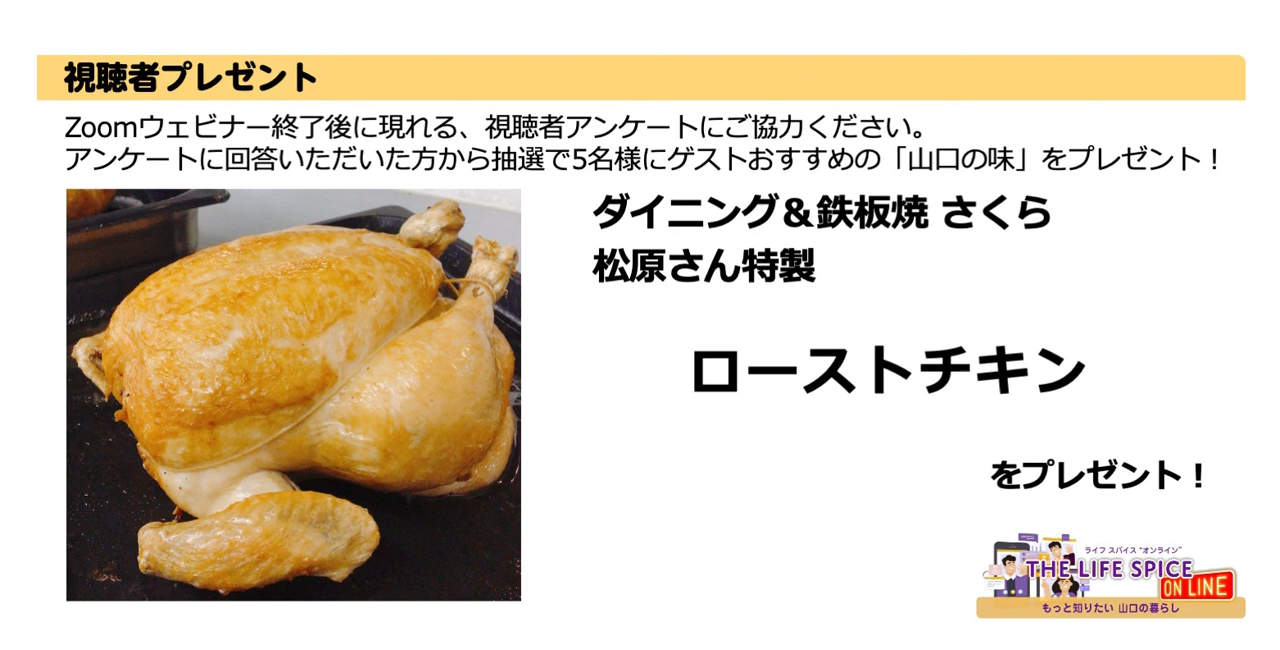 視聴者プレゼント
Zoomウェビナー終了後に現れる、視聴者アンケートにご協力ください。
アンケートに回答いただいた方から抽選で5名様にゲストおすすめの「山口の味」をプレゼント！
ダイニング＆鉄板焼 さくら
松原さん特製
ローストチキン
をプレゼント！
ライフ スパイス “オンライン”
THE LIFE SPICE
ON LINE
もっと知りたい 山口の暮らし